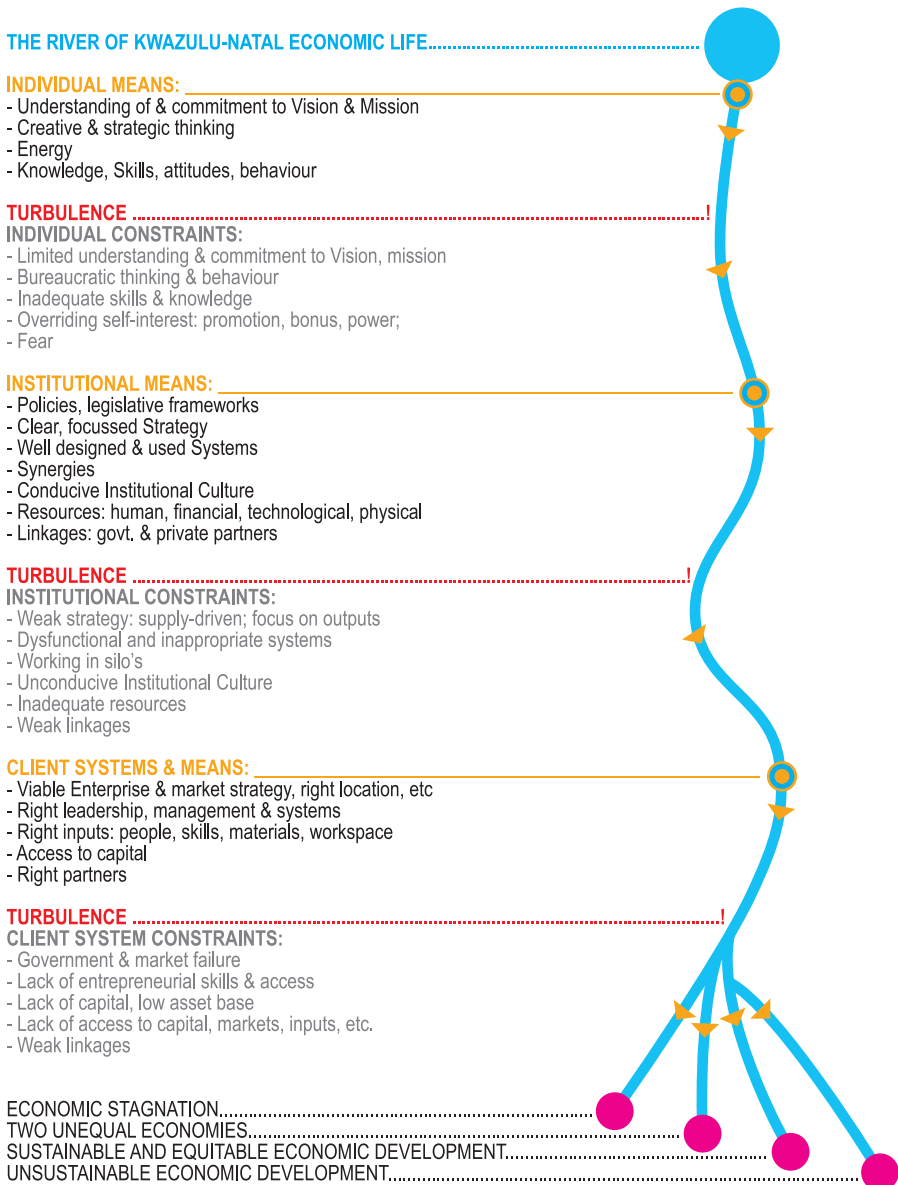 THE RIVER OF KWAZULU-NATAL ECONOMIC LIFE
INDIVIDUAL MEANS:
- Understanding of & commitment to Vision & Mission
- Creative & strategic thinking
- Energy
- Knowledge, Skills, attitudes, behaviour
TURBULENCE !
INDIVIDUAL CONSTRAINTS:
- Limited understanding & commitment to Vision, mission
- Bureaucratic thinking & behaviour
- Inadequate skills & knowledge
- Overriding self-interest: promotion, bonus, power;
- Fear
INSTITUTIONAL MEANS:
- Policies, legislative frameworks
- Clear, focussed Strategy
- Well designed & used Systems
- Synergies
- Conducive Institutional Culture
- Resources: human, financial, technological, physical
- Linkages: govt. & private partners
TURBULENCE !
INSTITUTIONAL CONSTRAINTS:
- Weak strategy: supply-driven; focus on outputs
- Dysfunctional and inappropriate systems
- Working in silo's
- Unconducive Institutional Culture
- Inadequate resources
- Weak linkages
CLIENT SYSTEMS & MEANS:
- Viable Enterprise & market strategy, right location, etc
- Right leadership, management & systems
- Right inputs: people, skills, materials, workspace
- Access to capital
- Right partners
TURBULENCE !
CLIENT SYSTEM CONSTRAINTS:
- Government & market failure
- Lack of entrepreneurial skills & access
- Lack of capital, low asset base
- Lack of access to capital, markets, inputs, etc.
- Weak linkages
ECONOMIC STAGNATION
TWO UNEQUAL ECONOMIES
SUSTAINABLE AND EQUITABLE ECONOMIC DEVELOPMENT
UNSUSTAINABLE ECONOMIC DEVELOPMENT